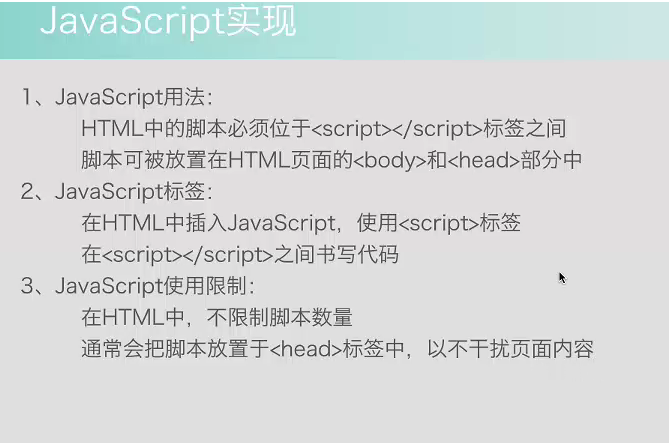 JavaScript实现
1、JavaScript用法：
HTML中的脚本必须位于<script></script>标签之间
脚本可被放置在HTML页面的<body>和<head>部分中
2、JavaScript标签：
在HTML中插入JavaScript，使用<script>标签
在<script></script>之间书写代码
3、JavaScript使用限制：
在HTML中，不限制脚本数量
通常会把脚本放置于<head>标签中，以不干扰页面内容